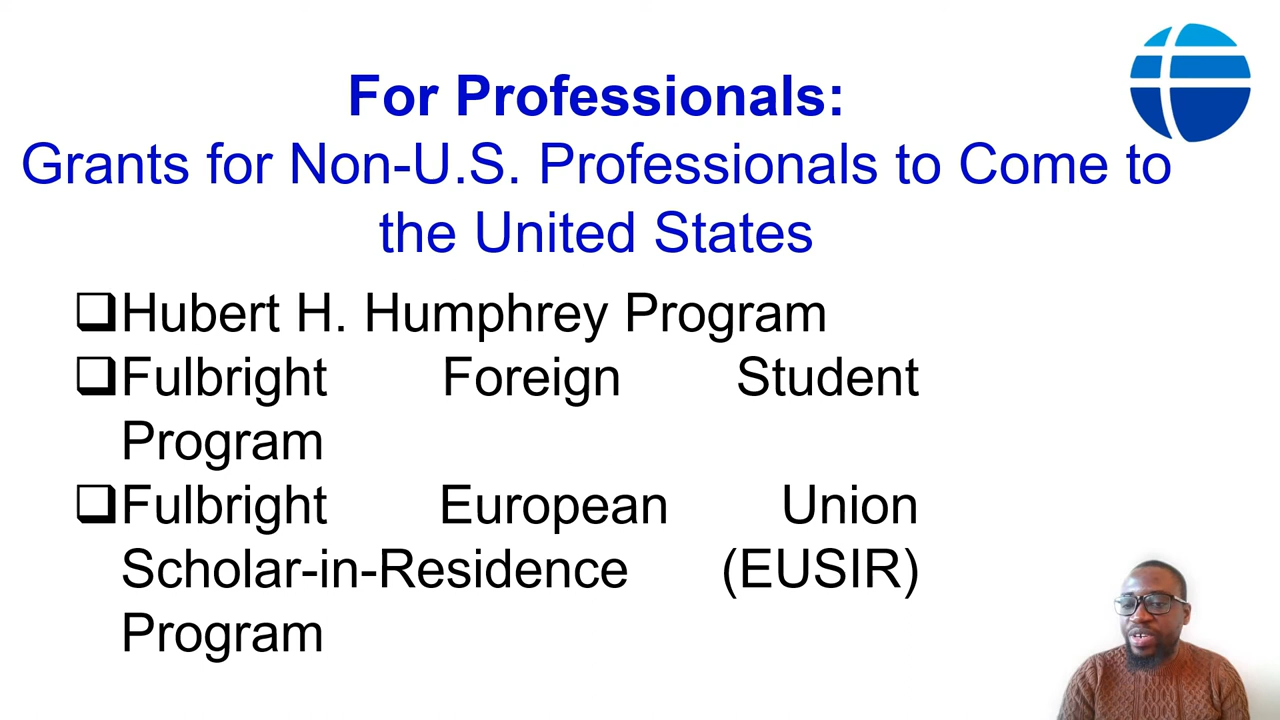 For Professionals:
Grants for Non-U.S. Professionals to Come to
the United States
Hubert H. Humphrey Program
Fulbright Foreign Student
Program
Fulbright European Union
Scholar-in-Residence (EUSIR)
Program